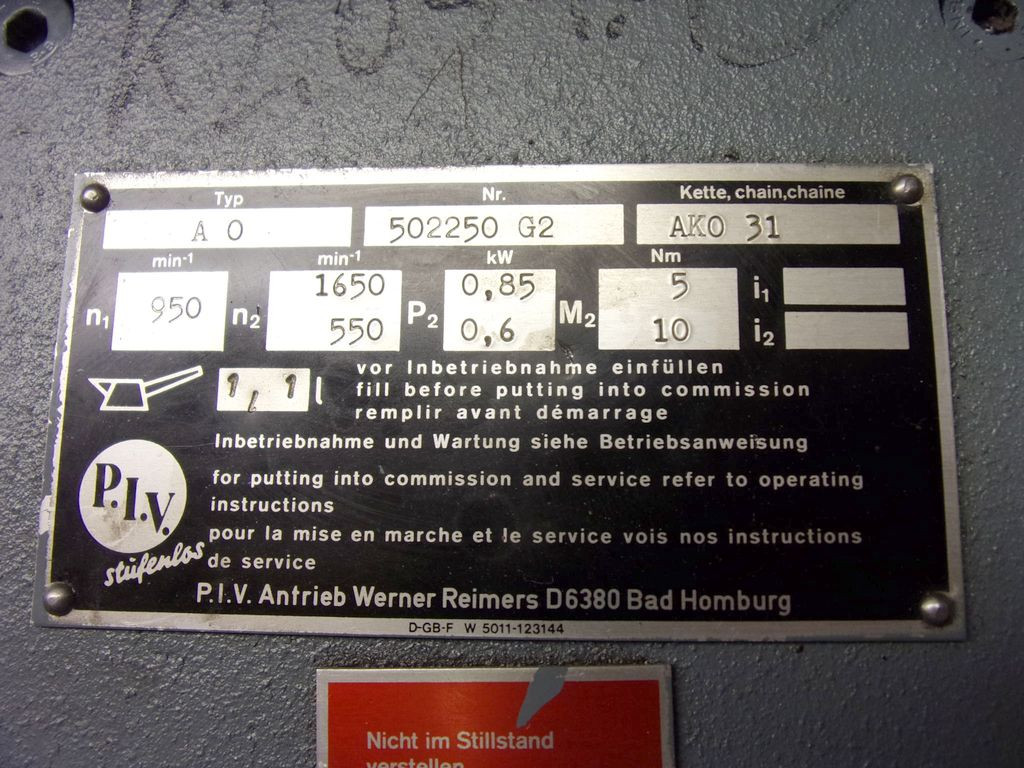 Typ Nr. Kette, chain,chaîne
A O 502250 G2 AKO 31
min-1 min-1 kW Nm
n1 950 n2 1650 550 P2 0,85 0,6 M2 5 10 i1 i2
1,1 l
vor Inbetriebnahme einfüllen
fill before putting into commission
remplir avant démarrage
Inbetriebnahme und Wartung siehe Betriebsanweisung
for putting into commission and service refer to operating
instructions
pour la mise en marche et le service vois nos instructions
de service
P.I.V.
stufenlos
P.I.V. Antrieb Werner Reimers D6380 Bad Homburg
D-GB-F W 5011-123144
Nicht im Stillstand
verstellen